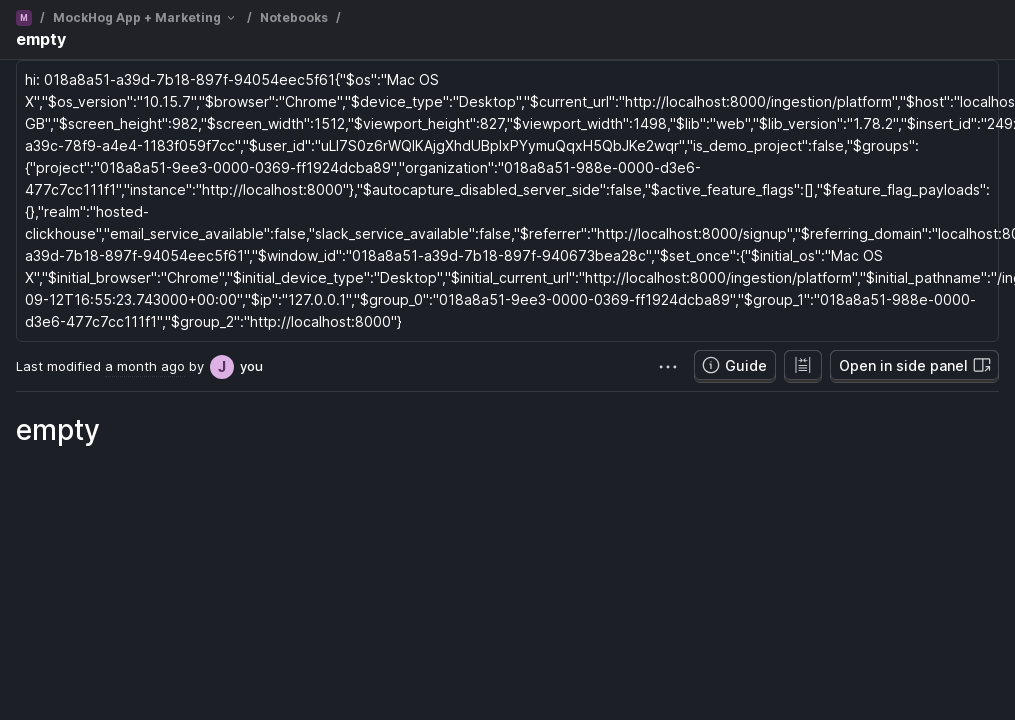 M / MockHog App + Marketing / Notebooks /
empty
hi: 018a8a51-a39d-7b18-897f-94054eec5f61{"$os":"Mac OS
X","$os_version":"10.15.7","$browser":"Chrome","$device_type":"Desktop","$current_url":"http://localhost:8000/ingestion/platform","$host":"localhos
GB","$screen_height":982,"$screen_width":1512,"$viewport_height":827,"$viewport_width":1498,"$lib":"web","$lib_version":"1.78.2","$insert_id":"249
a39c-78f9-a4e4-1183f059f7cc","$user_id":"uLI7S0z6rWQIKAjgXhdUBplxPYymuQqxH5QbJKe2wqr","is_demo_project":false,"$groups":
{"project":"018a8a51-9ee3-0000-0369-ff1924dcba89","organization":"018a8a51-988e-0000-d3e6-
477c7cc111f1","instance":"http://localhost:8000"},"$autocapture_disabled_server_side":false,"$active_feature_flags":[],"$feature_flag_payloads":
{},"realm":"hosted-
clickhouse","email_service_available":false,"slack_service_available":false,"$referrer":"http://localhost:8000/signup","$referring_domain":"localhost:80
a39d-7b18-897f-94054eec5f61","$window_id":"018a8a51-a39d-7b18-897f-940673bea28c","$set_once":{"$initial_os":"Mac OS
X","$initial_browser":"Chrome","$initial_device_type":"Desktop","$initial_current_url":"http://localhost:8000/ingestion/platform","$initial_pathname":"/ing
09-12T16:55:23.743000+00:00","$ip":"127.0.0.1","$group_0":"018a8a51-9ee3-0000-0369-ff1924dcba89","$group_1":"018a8a51-988e-0000-
d3e6-477c7cc111f1","$group_2":"http://localhost:8000"}
Last modified a month ago by J you
Guide
Open in side panel
empty